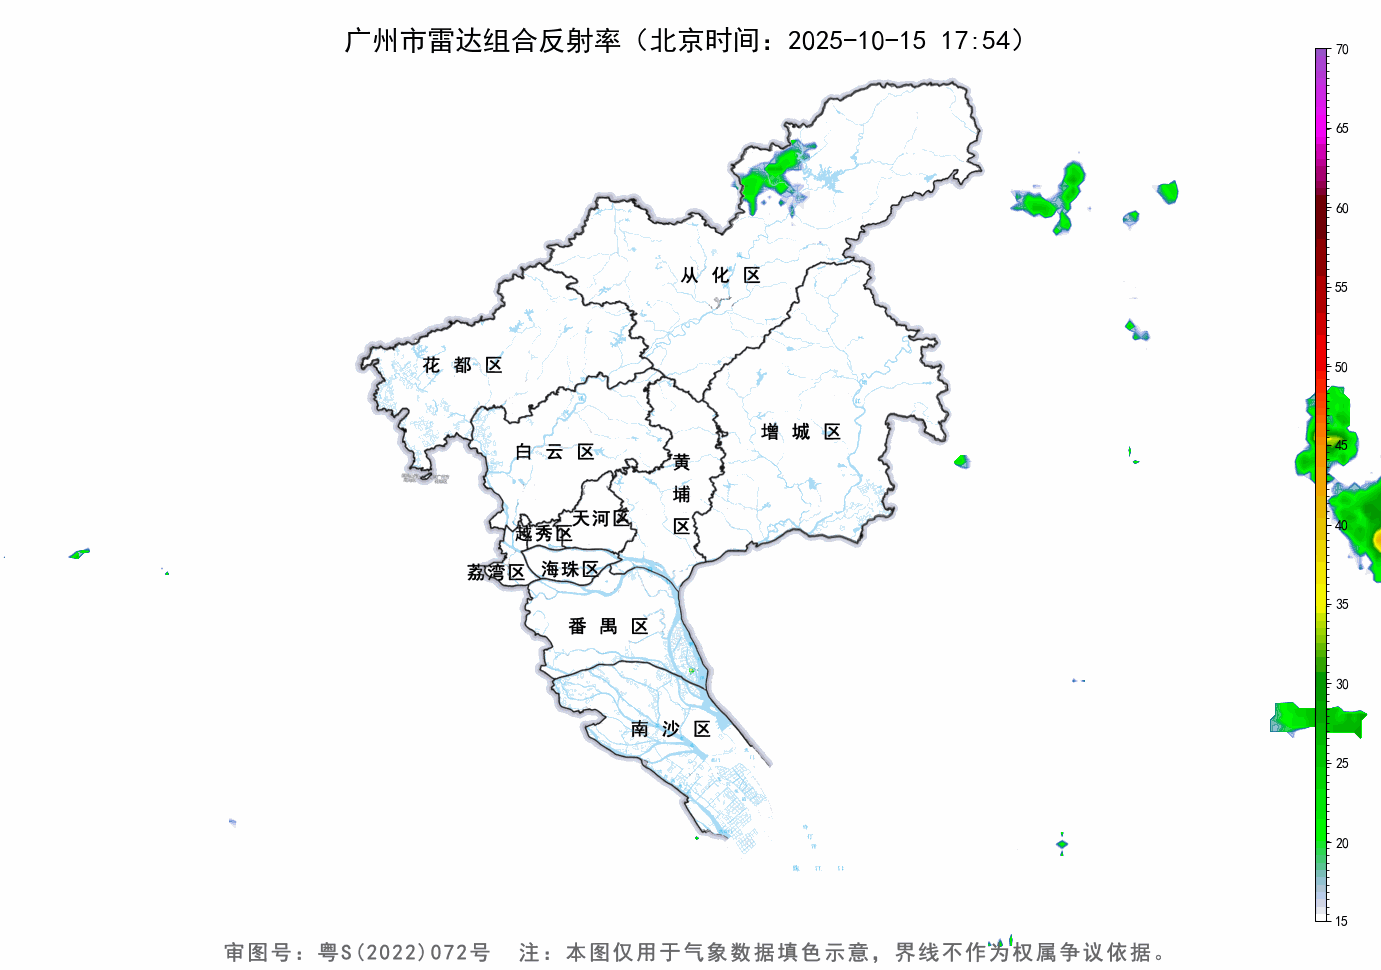 广州市雷达组合反射率（北京时间：2025-10-15 17:54）
70
65
60
55
50
45
40
35
30
25
20
15
从化区
花都区
增城区
白云区
黄埔区
天河区
越秀区
荔湾区
海珠区
番禺区
南沙区
审图号：粤S(2022)072号 注：本图仅用于气象数据填色示意，界线不作为权属争议依据。